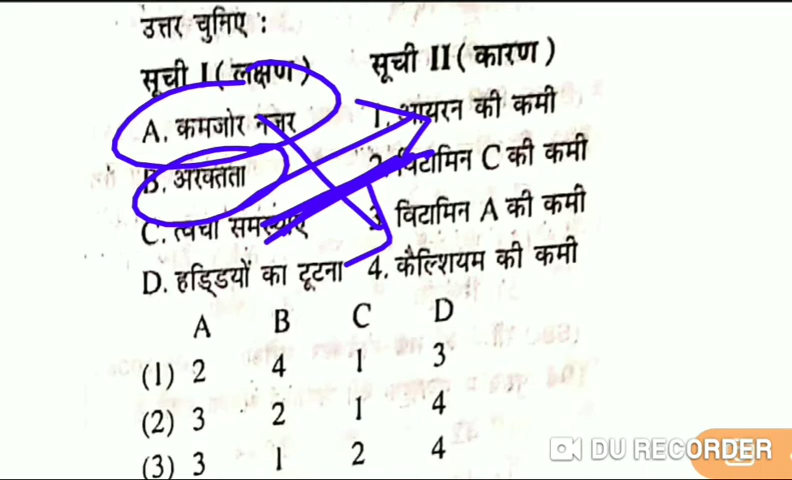 उत्तर चुनिए :
सूची I ( लक्षण ) सूची II ( कारण )
A. कमजोर नजर 1. आयरन की कमी
B. अरक्तता 2. विटामिन C की कमी
C. त्वचा समस्याएं 3. विटामिन A की कमी
D. हड्डियों का टूटना 4. कैल्शियम की कमी
A B C D
(1) 2 4 1 3
(2) 3 2 1 4
(3) 3 1 2 4
DU RECORDER